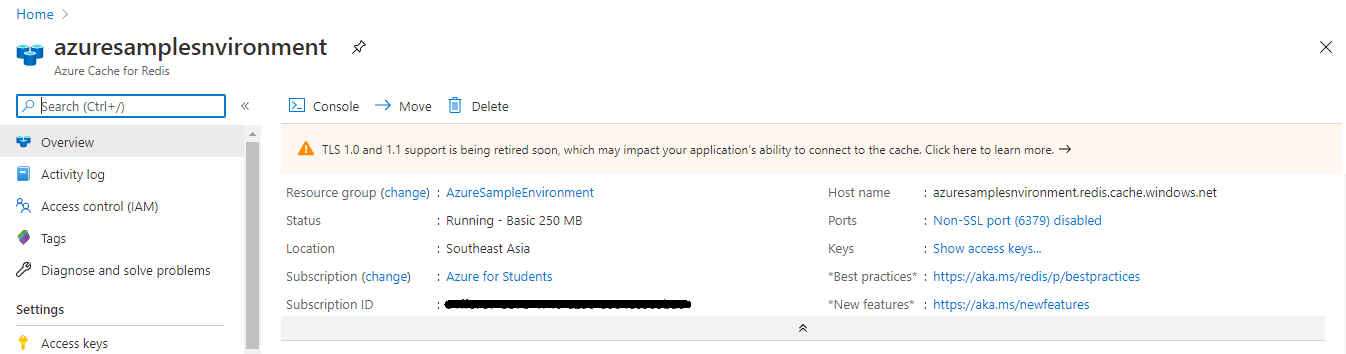 Home >
azuresamplesnvironment
Azure Cache for Redis
Search (Ctrl+/)
«
Console
Move
Delete
Overview
Activity log
Access control (IAM)
Tags
Diagnose and solve problems
Settings
Access keys
TLS 1.0 and 1.1 support is being retired soon, which may impact your application's ability to connect to the cache. Click here to learn more. →
Resource group (change) : AzureSampleEnvironment
Status : Running - Basic 250 MB
Location : Southeast Asia
Subscription (change) : Azure for Students
Subscription ID :
Host name : azuresamplesnvironment.redis.cache.windows.net
Ports : Non-SSL port (6379) disabled
Keys : Show access keys...
*Best practices* : https://aka.ms/redis/p/bestpractices
*New features* : https://aka.ms/newfeatures